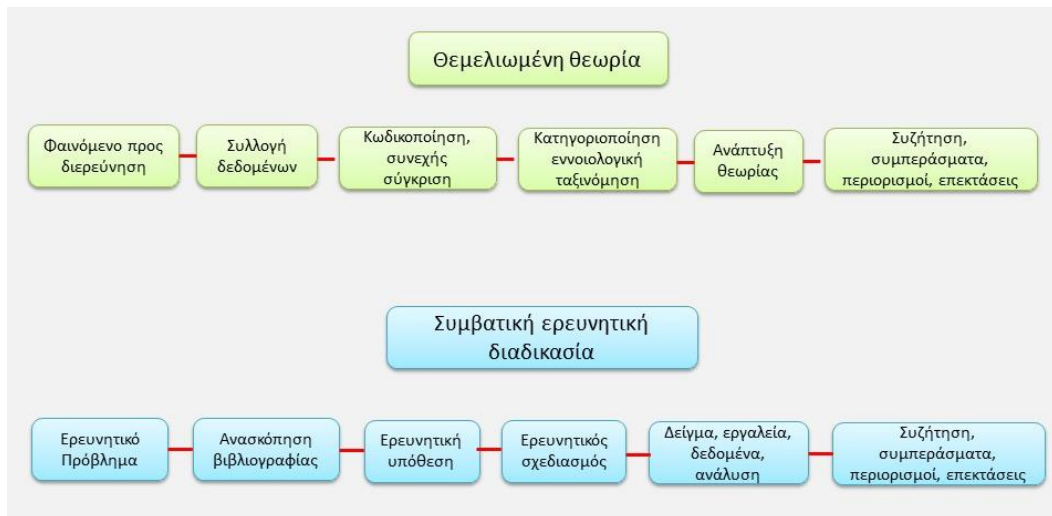 Θεμελιωμένη θεωρία
Φαινόμενο προς
διερεύνηση
Συλλογή
δεδομένων
Κωδικοποίηση,
συνεχής
σύγκριση
Κατηγοριοποίηση
εννοιολογική
ταξινόμηση
Ανάπτυξη
θεωρίας
Συζήτηση,
συμπεράσματα,
περιορισμοί, επεκτάσεις
Συμβατική ερευνητική
διαδικασία
Ερευνητικό
Πρόβλημα
Ανασκόπηση
βιβλιογραφίας
Ερευνητική
υπόθεση
Ερευνητικός
σχεδιασμός
Δείγμα, εργαλεία,
δεδομένα,
ανάλυση
Συζήτηση,
συμπεράσματα,
περιορισμοί, επεκτάσεις